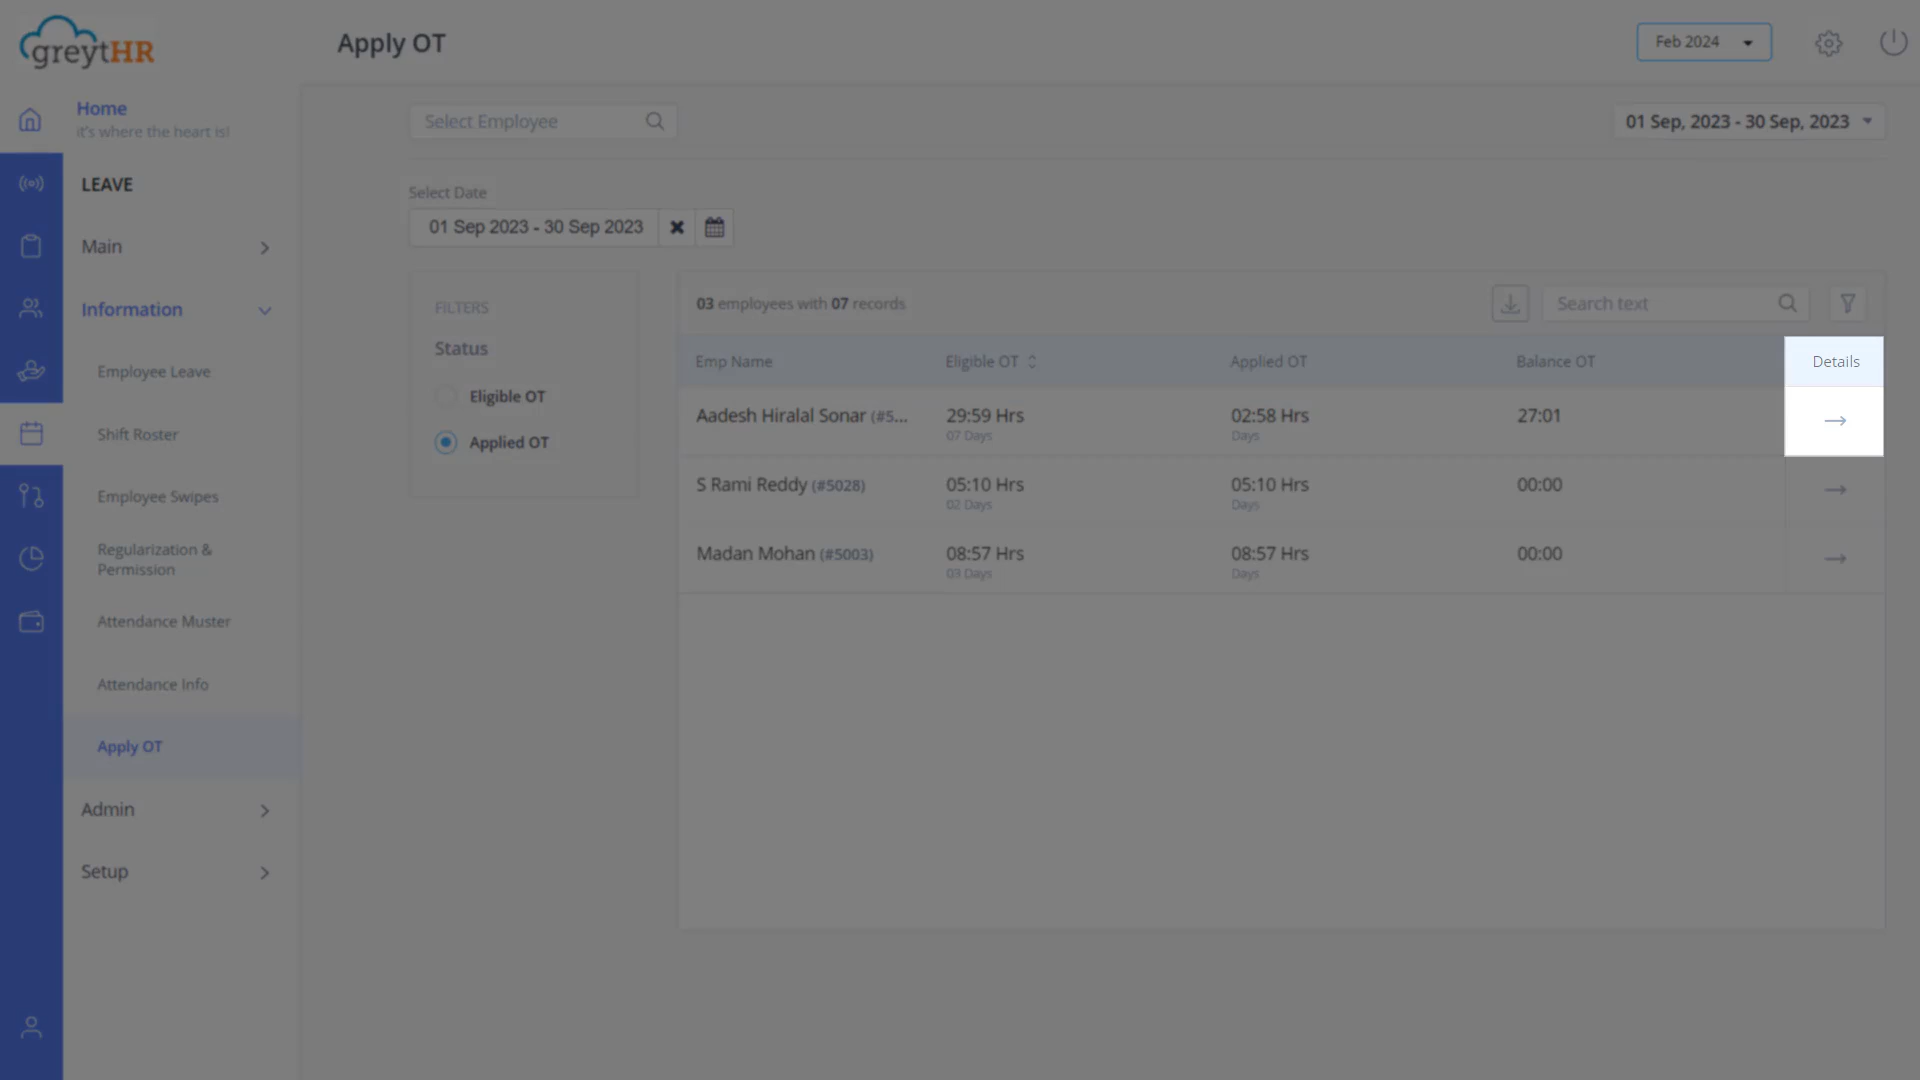 greytHR
Apply OT
Feb 2024
Home
it's where the heart is!
Select Employee
01 Sep, 2023 - 30 Sep, 2023
LEAVE
Select Date
01 Sep 2023 - 30 Sep 2023
Main
Information
FILTERS
03 employees with 07 records
Search text
Status
Emp Name Eligible OT Applied OT Balance OT Details
Employee Leave
Eligible OT
Aadesh Hiralal Sonar (#5... 29:59 Hrs 02:58 Hrs 27:01
07 Days Days
Shift Roster
Applied OT
S Rami Reddy (#5028) 05:10 Hrs 05:10 Hrs 00:00
02 Days Days
Employee Swipes
Regularization &
Permission
Madan Mohan (#5003) 08:57 Hrs 08:57 Hrs 00:00
03 Days Days
Attendance Muster
Attendance Info
Apply OT
Admin
Setup